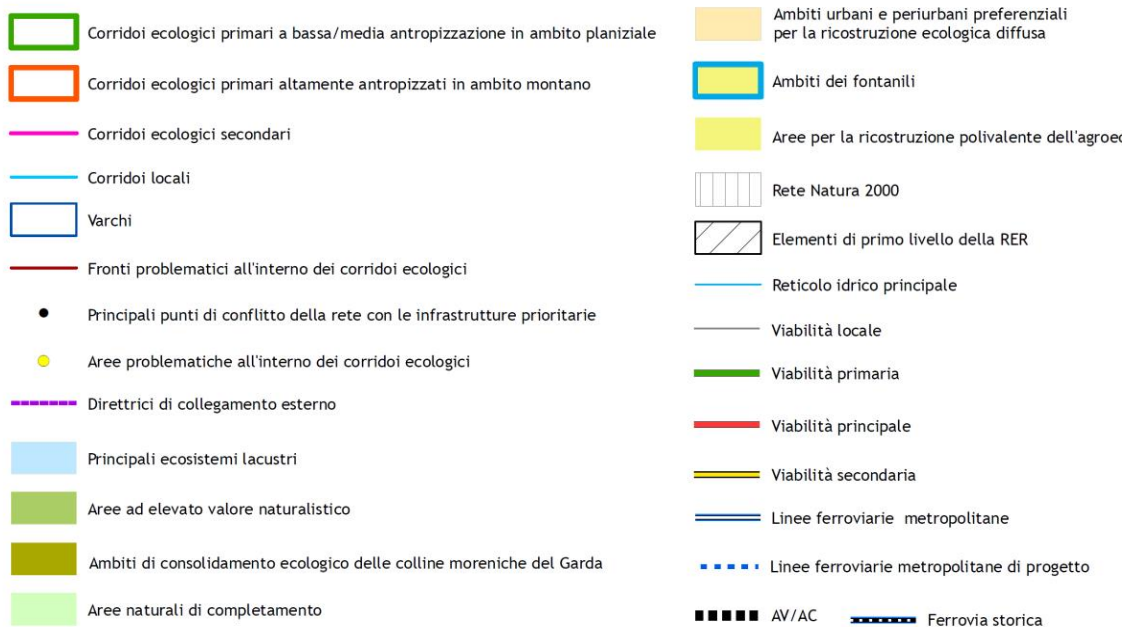 Corridoi ecologici primari a bassa/media antropizzazione in ambito planiziale
Corridoi ecologici primari altamente antropizzati in ambito montano
Corridoi ecologici secondari
Corridoi locali
Varchi
Fronti problematici all'interno dei corridoi ecologici
Principali punti di conflitto della rete con le infrastrutture prioritarie
Aree problematiche all'interno dei corridoi ecologici
Direttrici di collegamento esterno
Principali ecosistemi lacustri
Aree ad elevato valore naturalistico
Ambiti di consolidamento ecologico delle colline moreniche del Garda
Aree naturali di completamento
Ambiti urbani e periurbani preferenziali
per la ricostruzione ecologica diffusa
Ambiti dei fontanili
Aree per la ricostruzione polivalente dell'agroec
Rete Natura 2000
Elementi di primo livello della RER
Reticolo idrico principale
Viabilità locale
Viabilità primaria
Viabilità principale
Viabilità secondaria
Linee ferroviarie metropolitane
Linee ferroviarie metropolitane di progetto
AV/AC Ferrovia storica